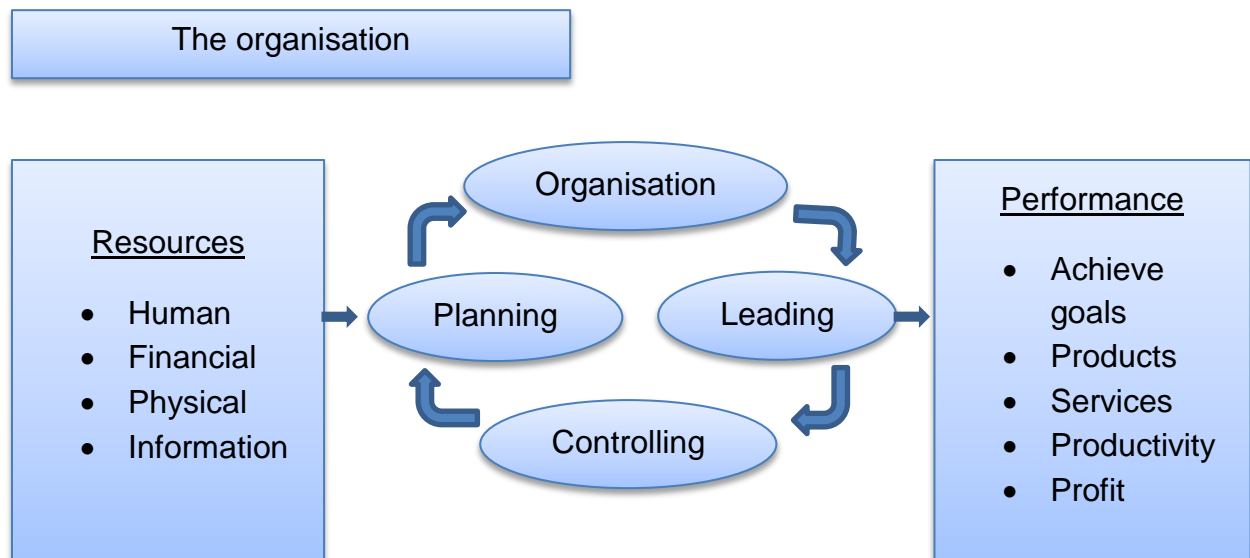 The organisation
Resources
• Human
• Financial
• Physical
• Information
Organisation
Planning
Leading
Controlling
Performance
• Achieve
goals
• Products
• Services
• Productivity
• Profit